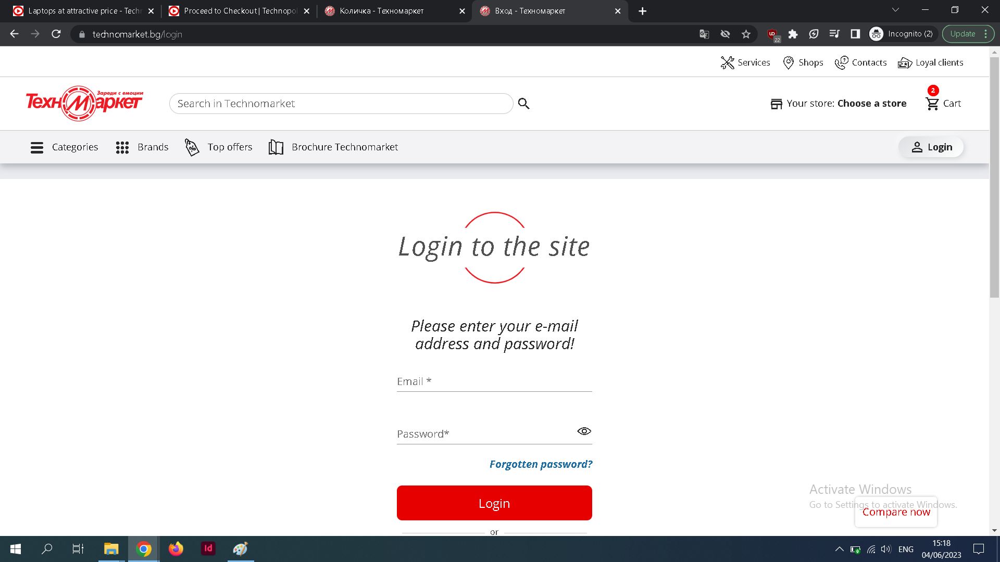 Laptops at attractive price - Techn
Proceed to Checkout | Technopol
Количка - Техномаркет
Вход - Техномаркет
technomarket.bg/login
22
Incognito (2)
Update
Services
Shops
Contacts
Loyal clients
Зареди с емоции
ТехноМаркет
Search in Technomarket
Your store: Choose a store
2
Cart
Categories
Brands
Top offers
Brochure Technomarket
Login
Login to the site
Please enter your e-mail
address and password!
Email *
Password*
Forgotten password?
Login
or
Activate Windows
Go to Settings to activate Windows.
Compare now
Id
ENG
15:18
04/06/2023